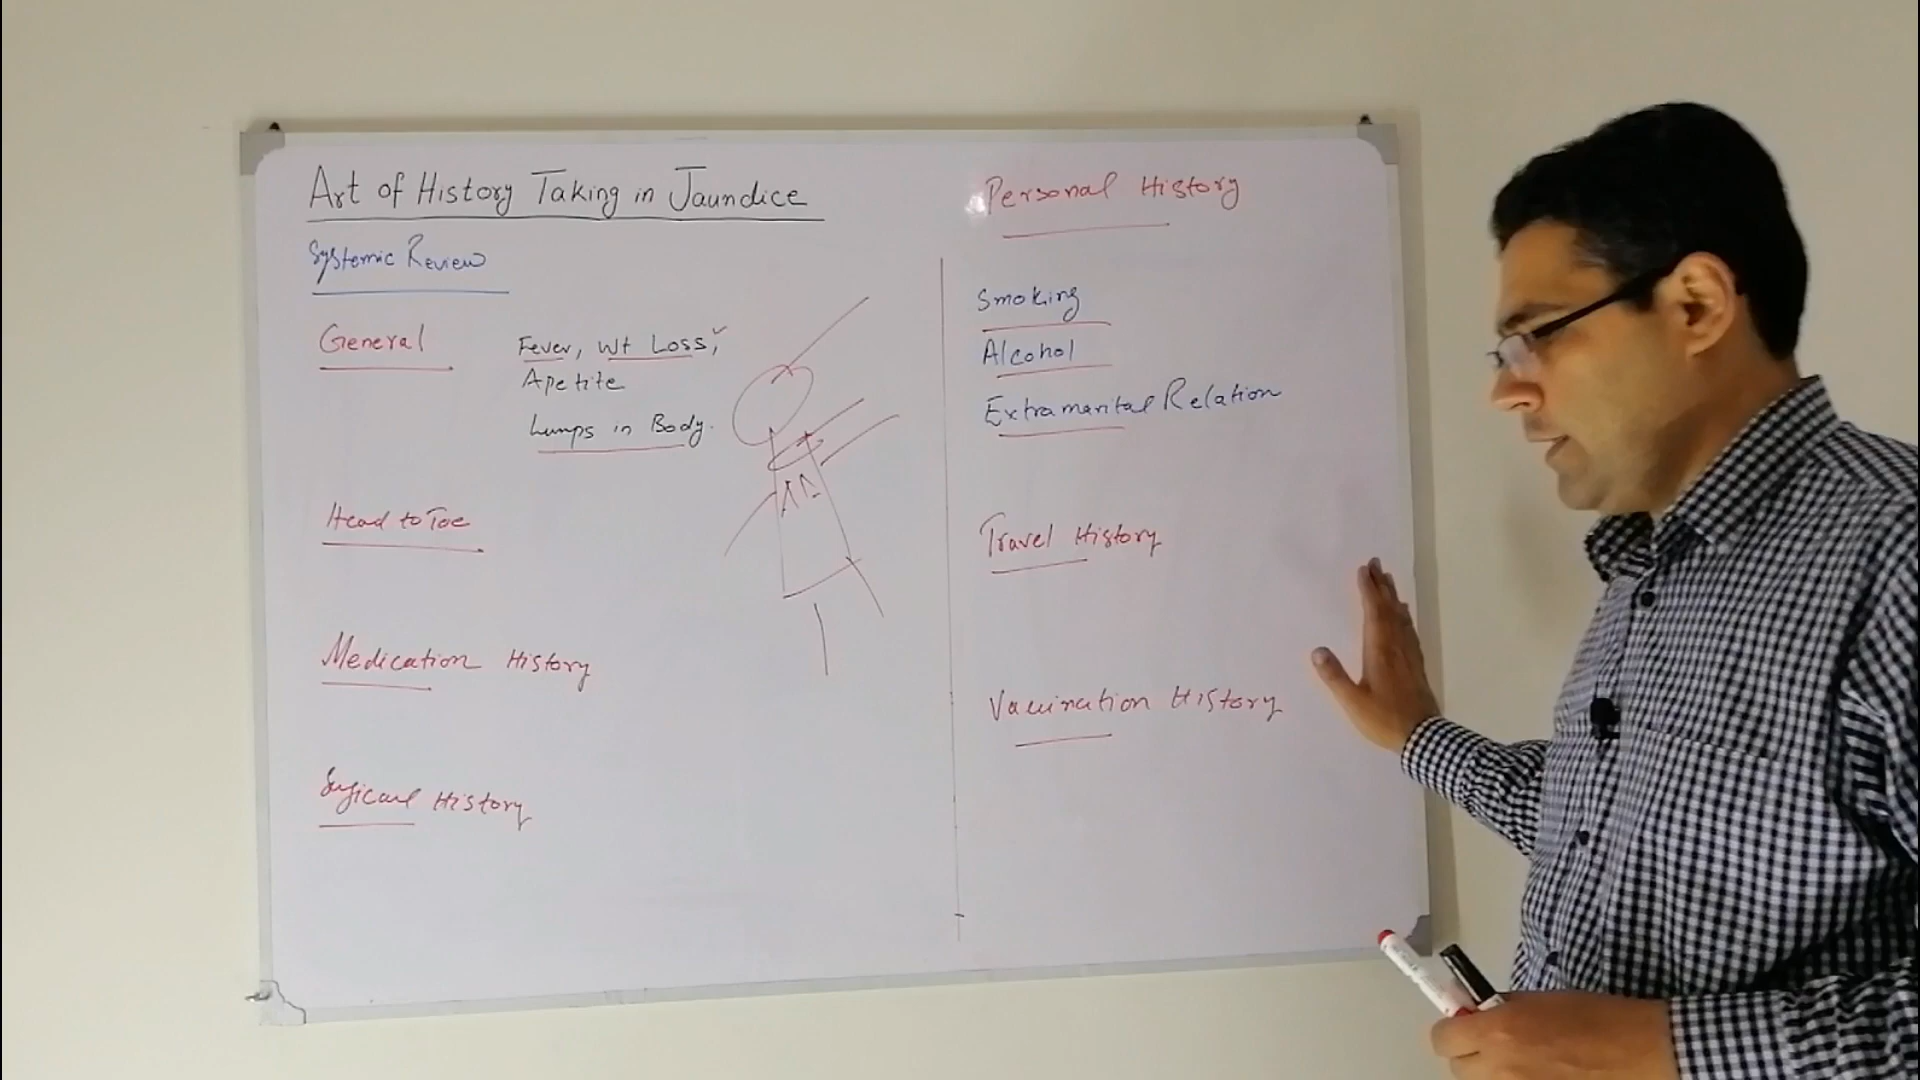 Art of History Taking in Jaundice
Systemic Review
General
Fever, Wt Loss,
Apetite
Lumps in Body.
Head to Toe
Medication History
Surgical History
Personal History
Smoking
Alcohol
Extramarital Relation
Travel History
Vaccination History